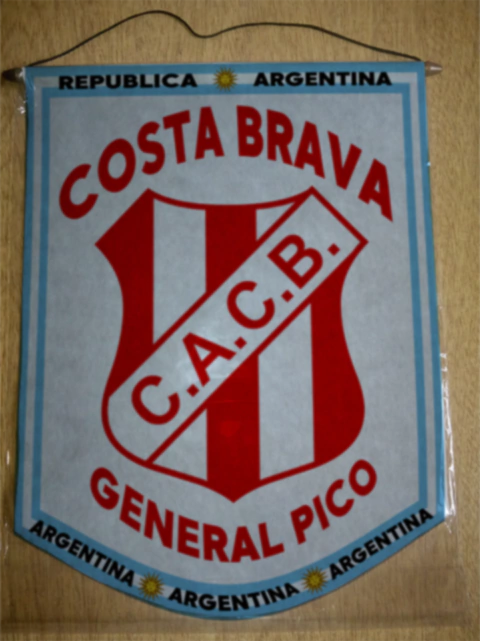 REPUBLICA ARGENTINA
COSTA BRAVA
C.A.C.B.
GENERAL PICO
ARGENTINA ARGENTINA ARGENTINA